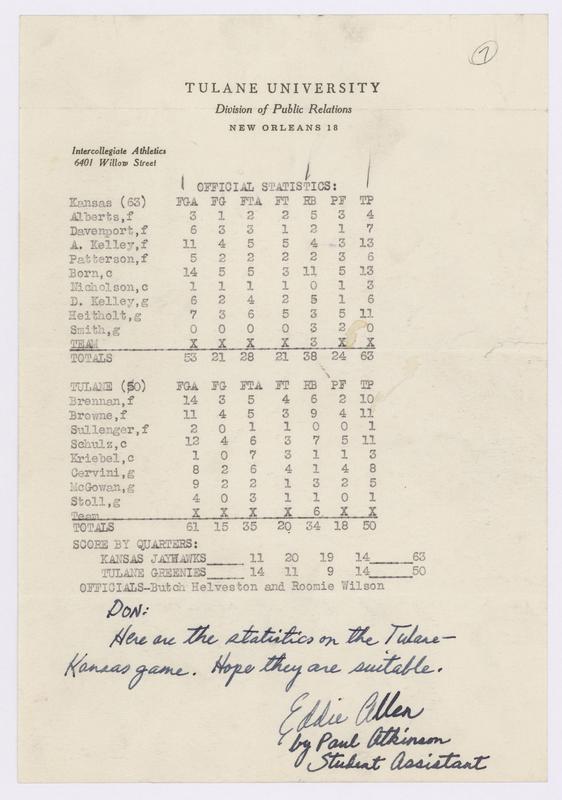 7
TULANE UNIVERSITY
Division of Public Relations
NEW ORLEANS 18
Intercollegiate Athletics
6401 Willow Street
OFFICIAL STATISTICS:
Kansas (63) FGA FG FTA FT RB PF TP
Alberts,f 3 1 2 2 5 3 4
Davenport,f 6 3 3 1 2 1 7
A. Kelley,f 11 4 5 5 4 3 13
Patterson,f 5 2 2 2 2 3 6
Born,c 14 5 5 3 11 5 13
Nicholson,c 1 1 1 1 0 1 3
D. Kelley,g 6 2 4 2 5 1 6
Heitholt,g 7 3 6 5 3 5 11
Smith,g 0 0 0 0 3 2 0
TEAM X X X X 3 X X
TOTALS 53 21 28 21 38 24 63
TULANE (50) FGA FG FTA FT RB PF TP
Brennan,f 14 3 5 4 6 2 10
Browne,f 11 4 5 3 9 4 11
Sullenger,f 2 0 1 1 0 0 1
Schulz,c 12 4 6 3 7 5 11
Kriebel,c 1 0 7 3 1 1 3
Cervini,g 8 2 6 4 1 4 8
McGowan,g 9 2 2 1 3 2 5
Stoll,g 4 0 3 1 1 0 1
Team X X X X 6 X X
TOTALS 61 15 35 20 34 18 50
SCORE BY QUARTERS:
KANSAS JAYHAWKS_____ 11 20 19 14______63
TULANE GREENIES_____ 14 11 9 14______50
OFFICIALS--Butch Helveston and Roomie Wilson
DON:
Here are the statistics on the Tulane-
Kansas game. Hope they are suitable.
Eddie Allen
by Paul Atkinson
Student Assistant